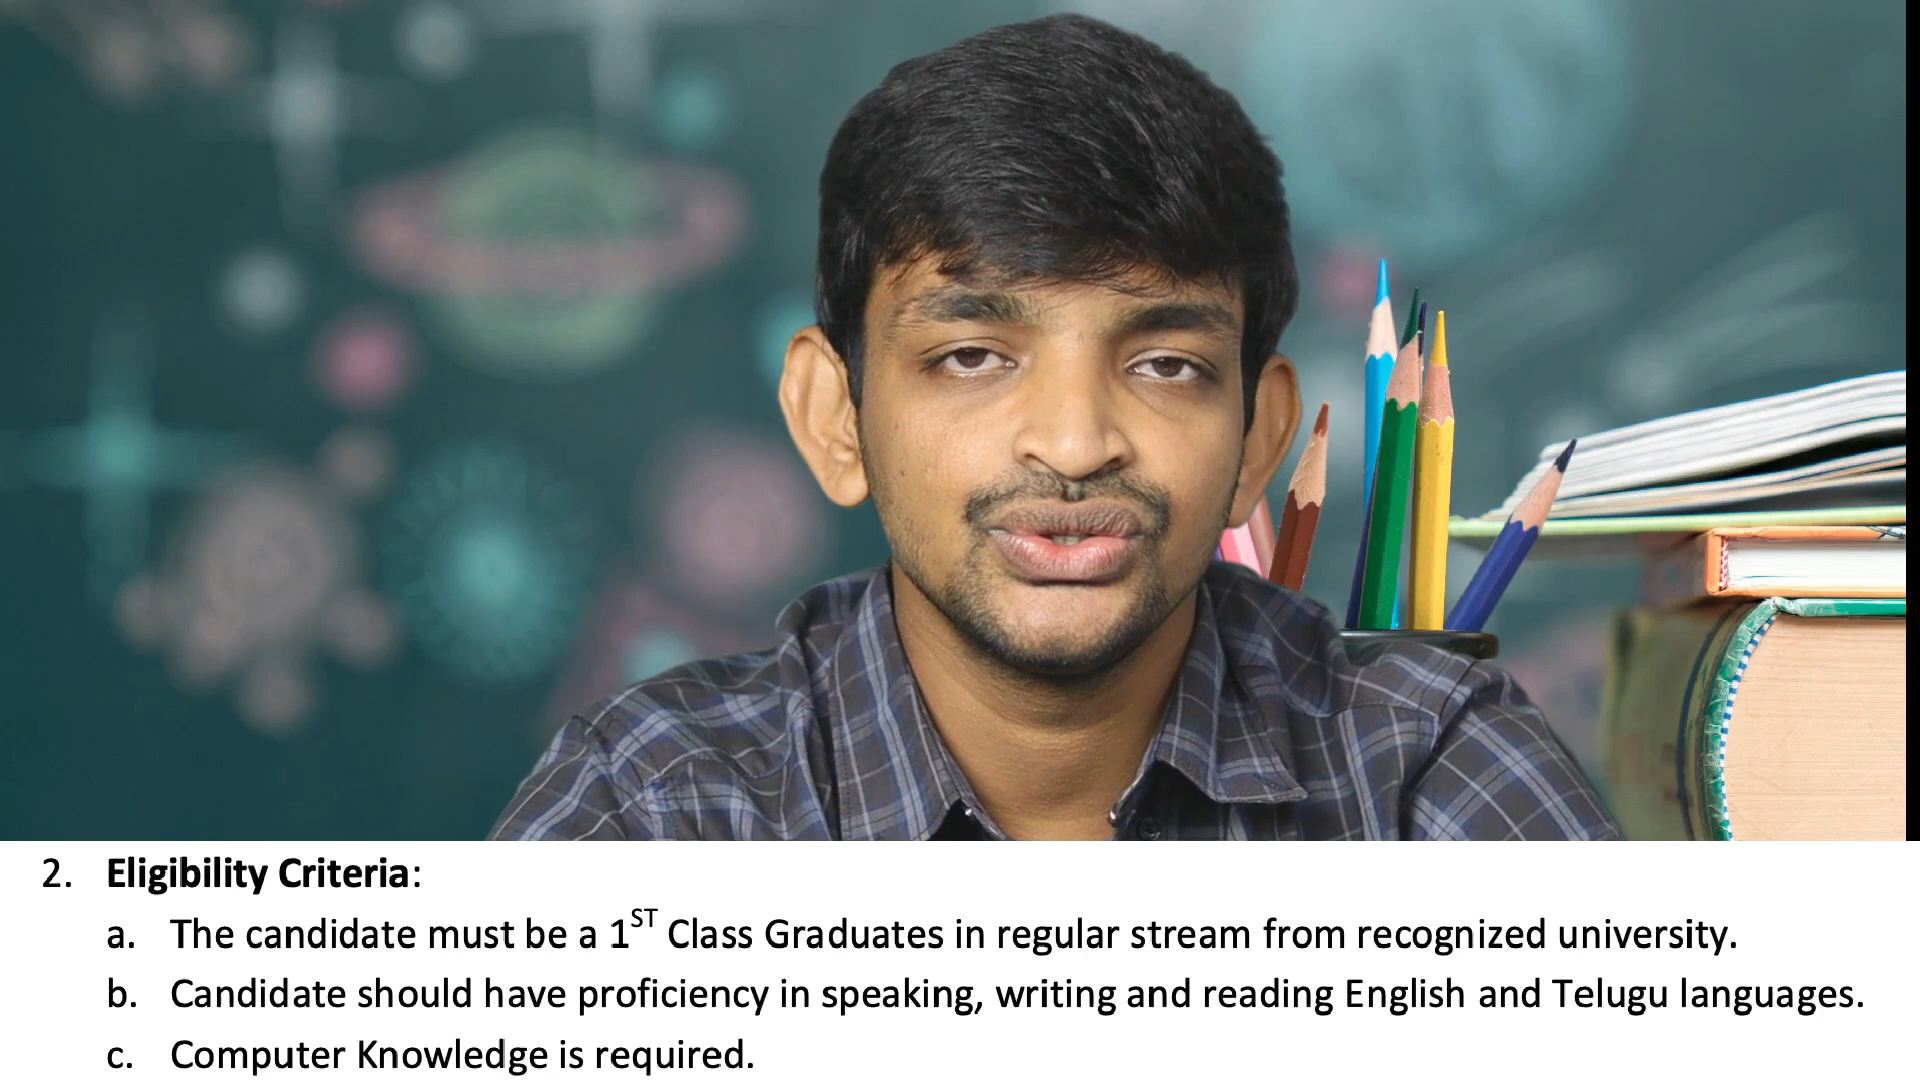 2. Eligibility Criteria:
a. The candidate must be a 1ST Class Graduates in regular stream from recognized university.
b. Candidate should have proficiency in speaking, writing and reading English and Telugu languages.
c. Computer Knowledge is required.